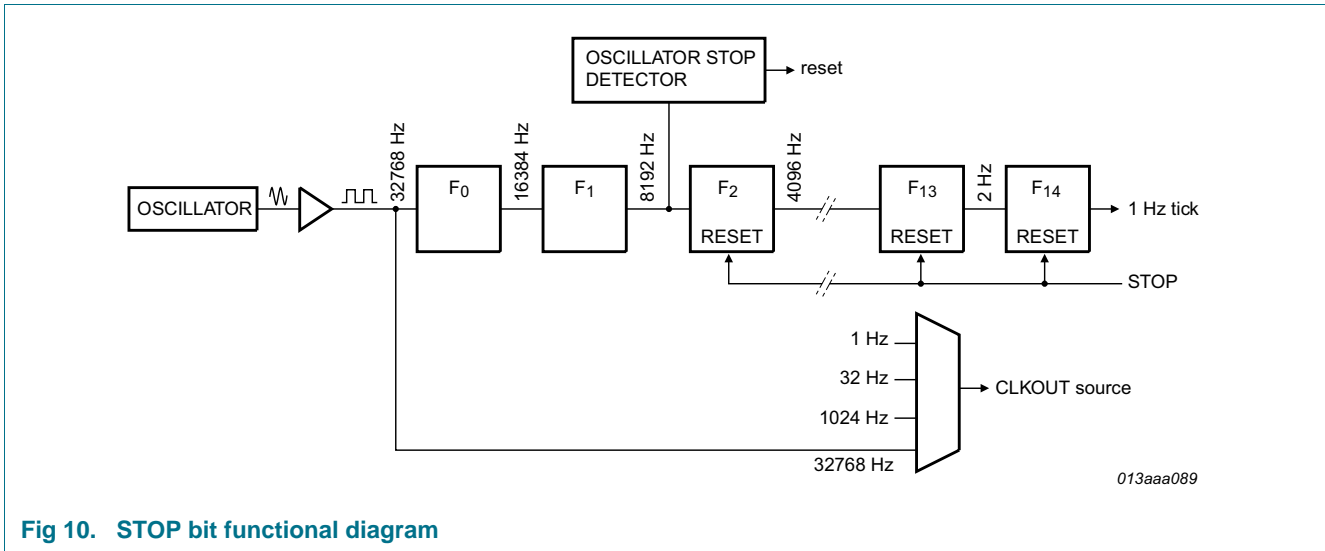 OSCILLATOR STOP
DETECTOR
reset
32768 Hz
16384 Hz
8192 Hz
4096 Hz
2 Hz
OSCILLATOR
F0
F1
F2
RESET
F13
RESET
F14
RESET
1 Hz tick
STOP
1 Hz
32 Hz
1024 Hz
32768 Hz
CLKOUT source
013aaa089
Fig 10. STOP bit functional diagram